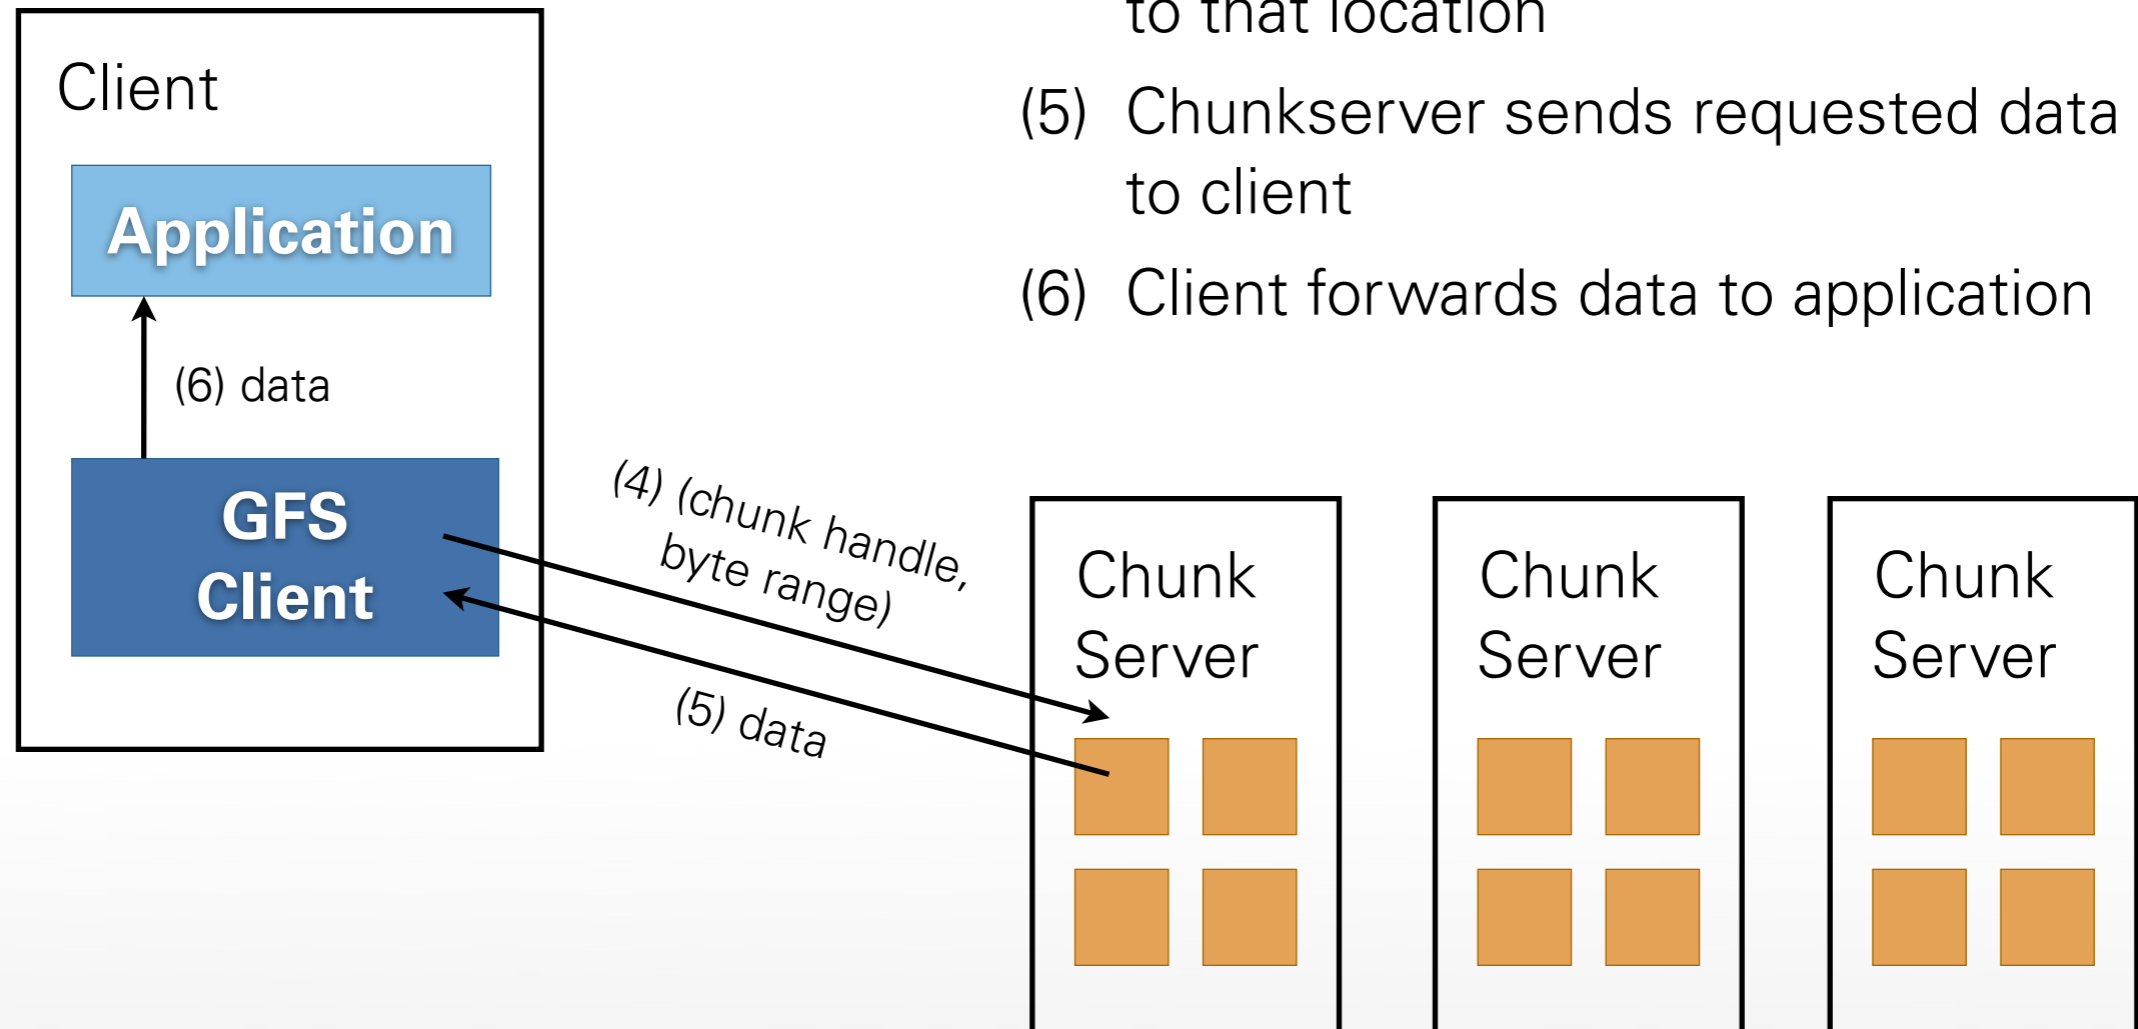 to that location
(5) Chunkserver sends requested data
to client
(6) Client forwards data to application
Client
Application
(6) data
GFS
Client
(4) (chunk handle,
byte range)
(5) data
Chunk
Server
Chunk
Server
Chunk
Server